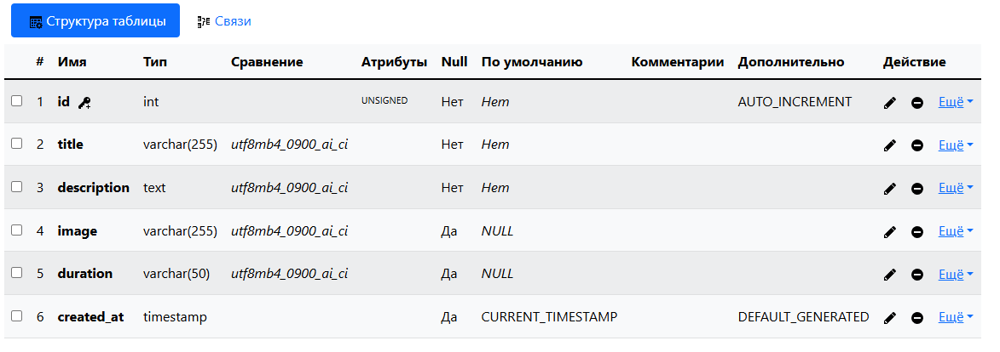 Структура таблицы Связи
# Имя Тип Сравнение Атрибуты Null По умолчанию Комментарии Дополнительно Действие
1 id int UNSIGNED Нет Нет AUTO_INCREMENT Ещё
2 title varchar(255) utf8mb4_0900_ai_ci Нет Нет Ещё
3 description text utf8mb4_0900_ai_ci Нет Нет Ещё
4 image varchar(255) utf8mb4_0900_ai_ci Да NULL Ещё
5 duration varchar(50) utf8mb4_0900_ai_ci Да NULL Ещё
6 created_at timestamp Да CURRENT_TIMESTAMP DEFAULT_GENERATED Ещё